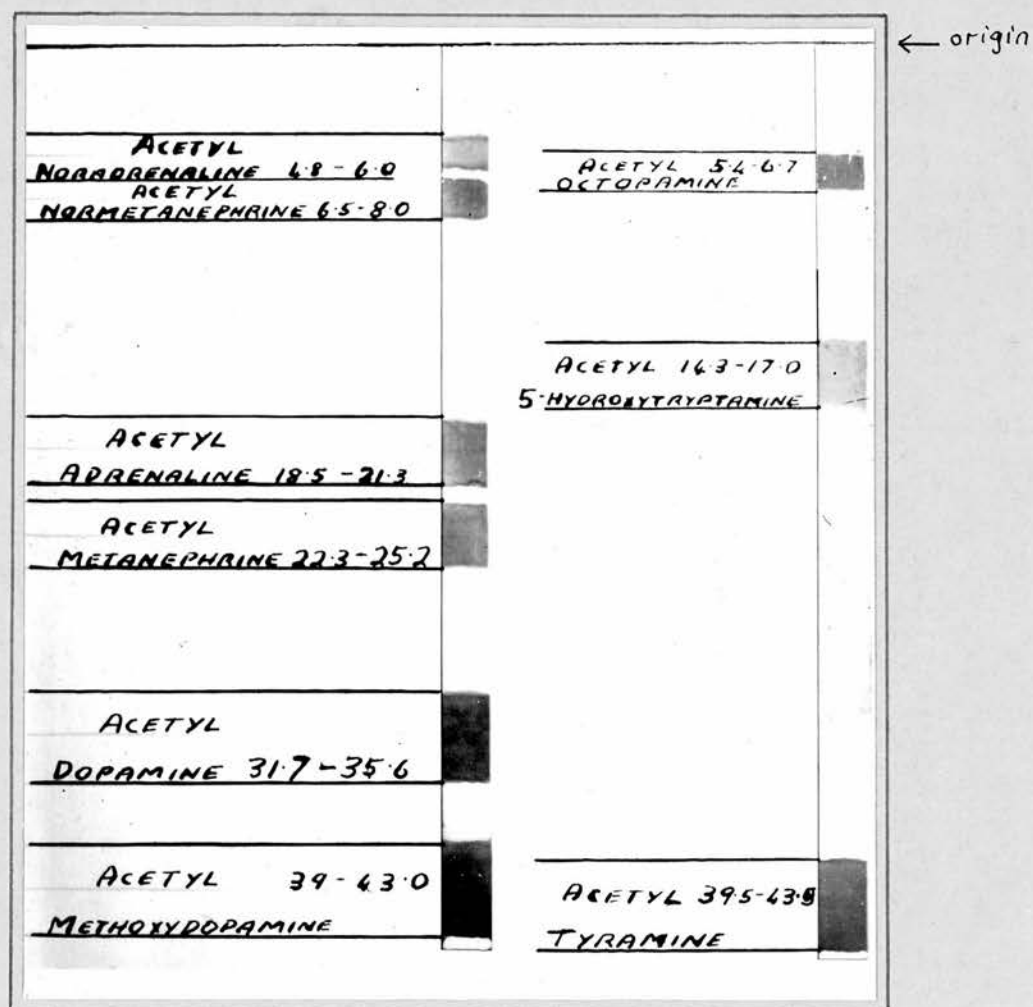 ← origin
ACETYL
NORADRENALINE 4.8 - 6.0
ACETYL
NORMETANEPHRINE 6.5 - 8.0
ACETYL
ADRENALINE 18.5 - 21.3
ACETYL
METANEPHRINE 22.3 - 25.2
ACETYL
DOPAMINE 31.7 - 35.6
ACETYL 39 - 43.0
METHOXYDOPAMINE
ACETYL 5.4 - 6.7
OCTOPAMINE
ACETYL 14.3 - 17.0
5-HYDROXYTRYPTAMINE
ACETYL 39.5 - 43.9
TYRAMINE